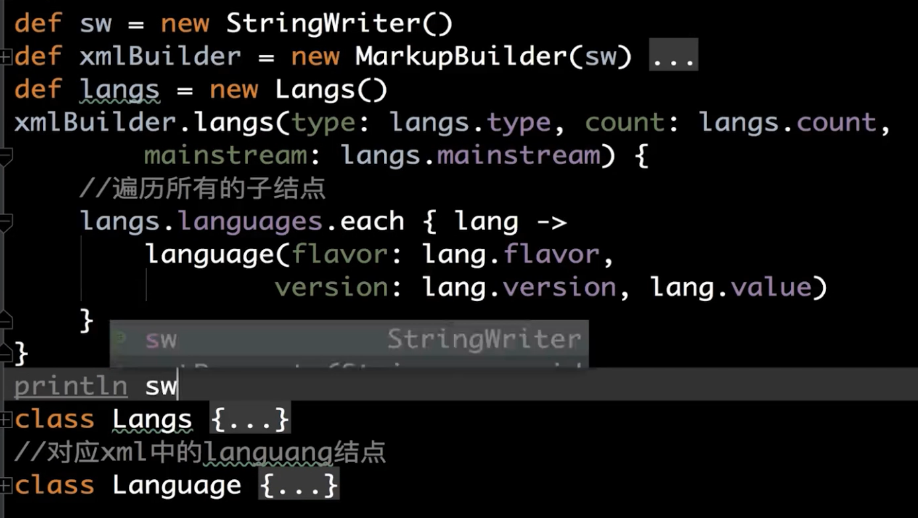 def sw = new StringWriter()
def xmlBuilder = new MarkupBuilder(sw) ...
def langs = new Langs()
xmlBuilder.langs(type: langs.type, count: langs.count,
mainstream: langs.mainstream) {
//遍历所有的子结点
langs.languages.each { lang ->
language(flavor: lang.flavor,
version: lang.version, lang.value)
}
sw StringWriter
}
println sw
class Langs {...}
//对应xml中的languang结点
class Language {...}